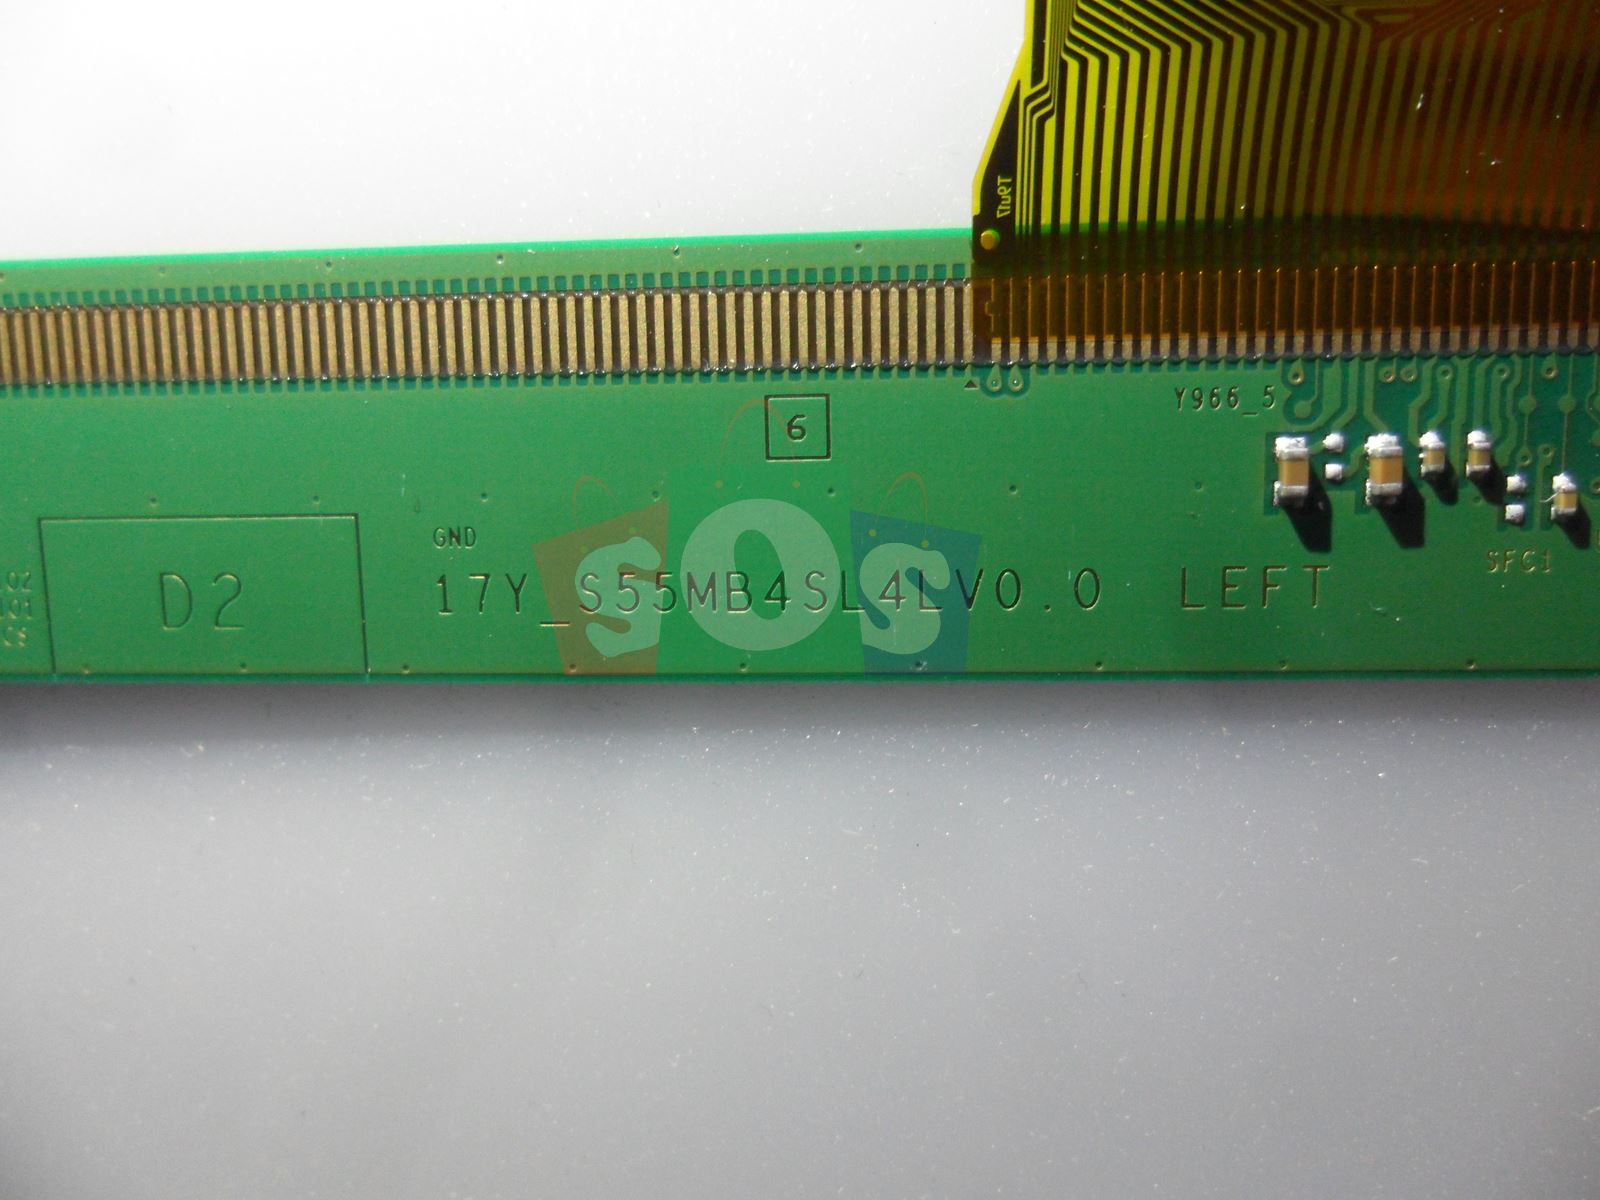 Y966_5
6
GND
17Y_S55MB4SL4LV0.0 LEFT
D2
SFC1
SOS